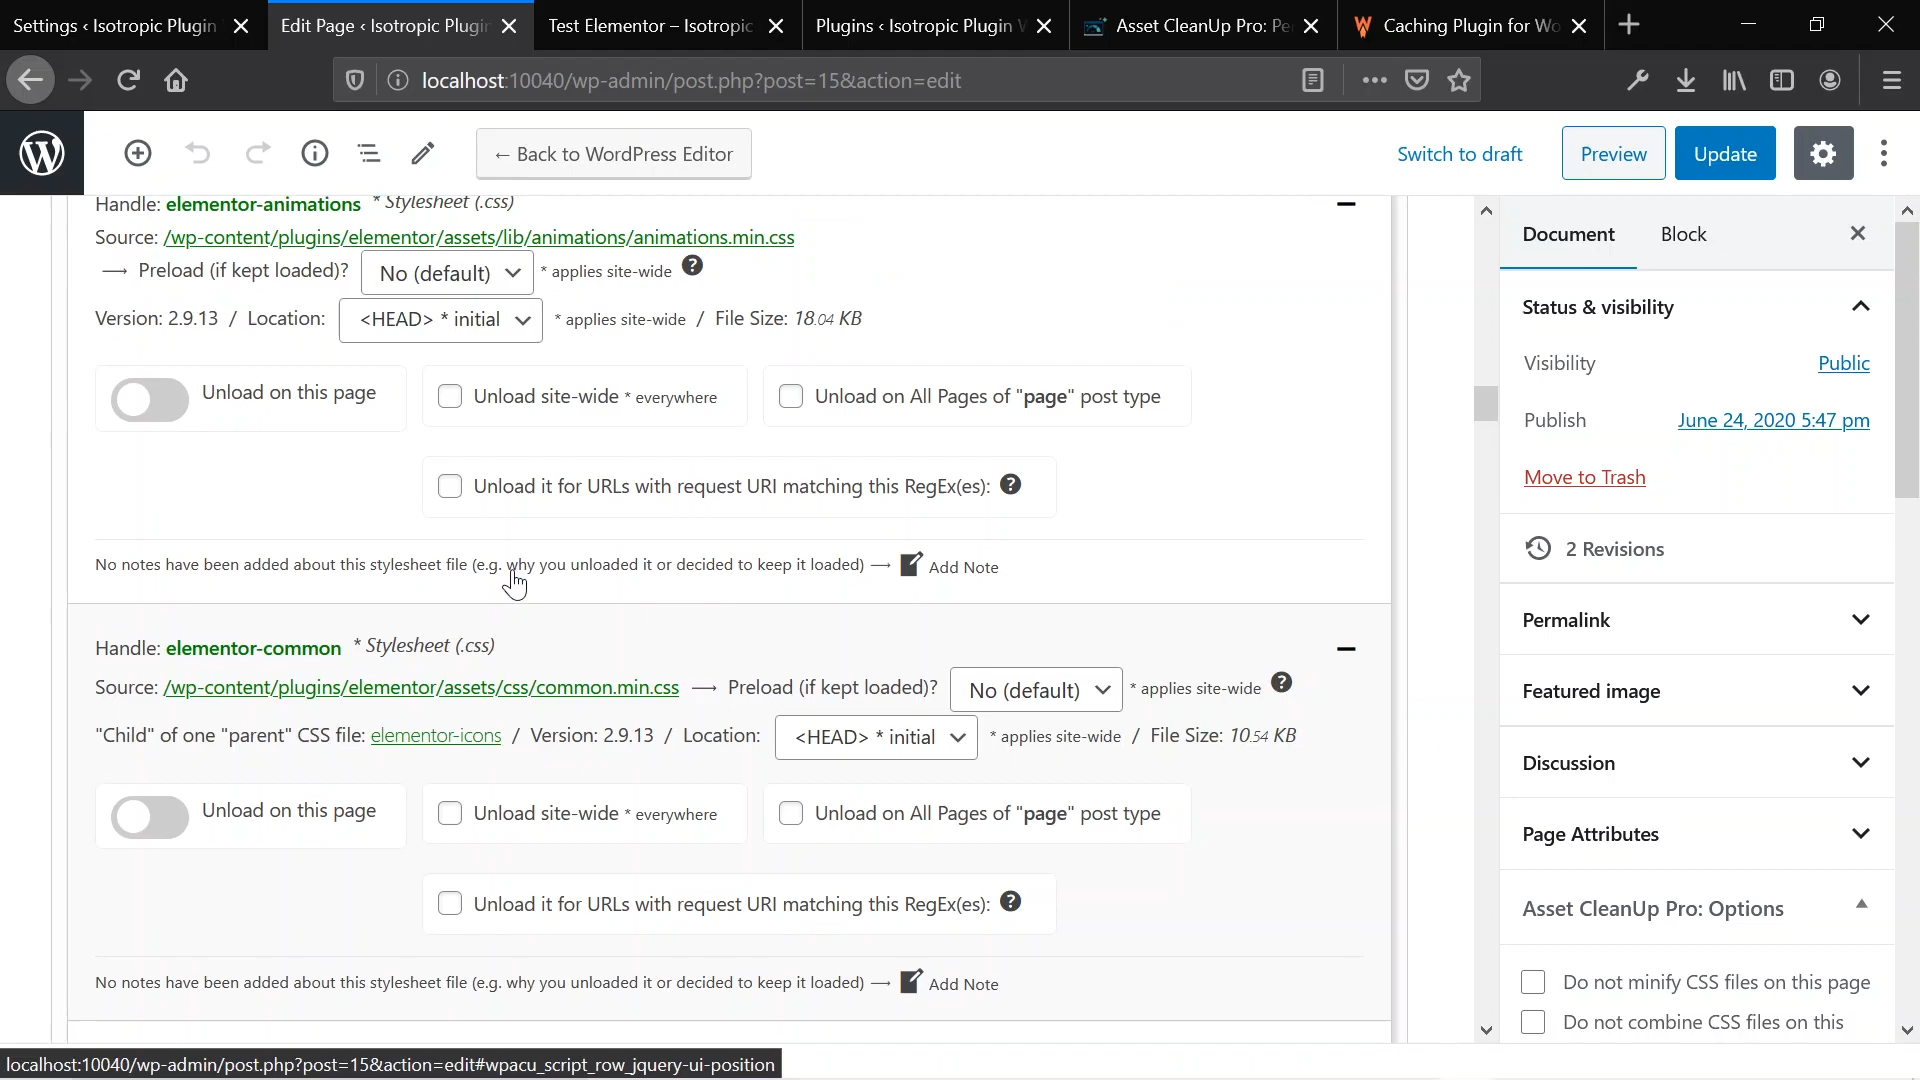 Settings ‹ Isotropic Plugin
Edit Page ‹ Isotropic Plugin
Test Elementor – Isotropic
Plugins ‹ Isotropic Plugin
Asset CleanUp Pro: Pe
Caching Plugin for Wo
localhost:10040/wp-admin/post.php?post=15&action=edit
← Back to WordPress Editor
Switch to draft
Preview
Update
Handle: elementor-animations * Stylesheet (.css)
Source: /wp-content/plugins/elementor/assets/lib/animations/animations.min.css
⟶ Preload (if kept loaded)? No (default) * applies site-wide ?
Version: 2.9.13 / Location: <HEAD> * initial * applies site-wide / File Size: 18.04 KB
Unload on this page
Unload site-wide * everywhere
Unload on All Pages of "page" post type
Unload it for URLs with request URI matching this RegEx(es): ?
No notes have been added about this stylesheet file (e.g. why you unloaded it or decided to keep it loaded) ⟶ Add Note
Handle: elementor-common * Stylesheet (.css)
Source: /wp-content/plugins/elementor/assets/css/common.min.css ⟶ Preload (if kept loaded)? No (default) * applies site-wide ?
"Child" of one "parent" CSS file: elementor-icons / Version: 2.9.13 / Location: <HEAD> * initial * applies site-wide / File Size: 10.54 KB
Unload on this page
Unload site-wide * everywhere
Unload on All Pages of "page" post type
Unload it for URLs with request URI matching this RegEx(es): ?
No notes have been added about this stylesheet file (e.g. why you unloaded it or decided to keep it loaded) ⟶ Add Note
Document
Block
Status & visibility
Visibility
Public
Publish
June 24, 2020 5:47 pm
Move to Trash
2 Revisions
Permalink
Featured image
Discussion
Page Attributes
Asset CleanUp Pro: Options
Do not minify CSS files on this page
Do not combine CSS files on this
localhost:10040/wp-admin/post.php?post=15&action=edit#wpacu_script_row_jquery-ui-position